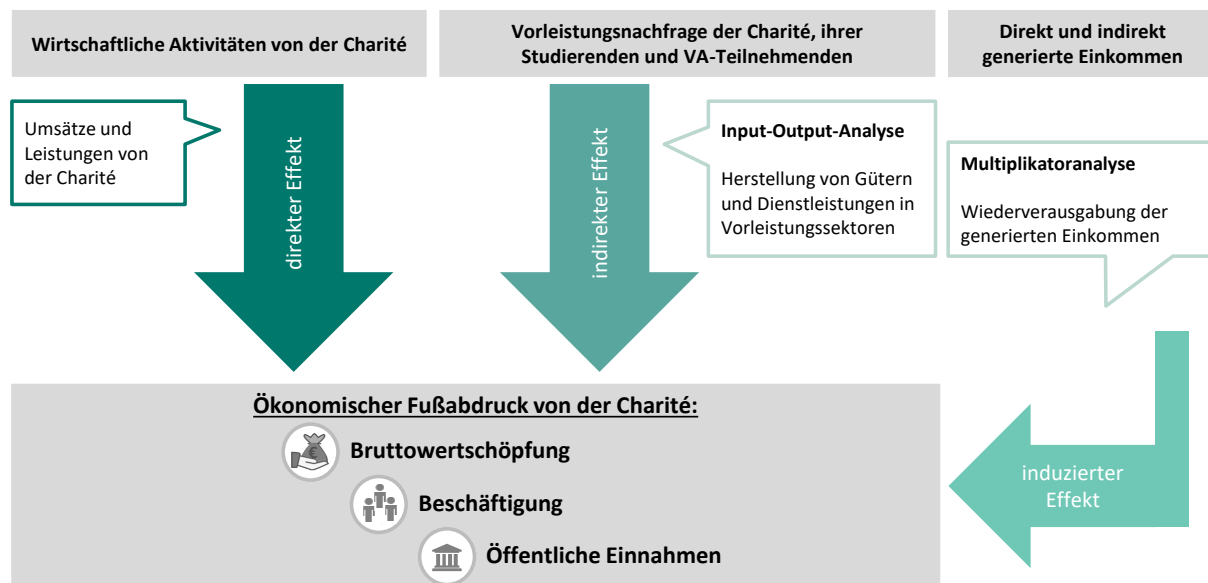 Wirtschaftliche Aktivitäten von der Charité
Vorleistungsnachfrage der Charité, ihrer
Studierenden und VA-Teilnehmenden
Direkt und indirekt
generierte Einkommen
Umsätze und
Leistungen von
der Charité
direkter Effekt
indirekter Effekt
Input-Output-Analyse
Herstellung von Gütern
und Dienstleistungen in
Vorleistungssektoren
Multiplikatoranalyse
Wiederverausgabung der
generierten Einkommen
induzierter
Effekt
Ökonomischer Fußabdruck von der Charité:
€
Bruttowertschöpfung
Beschäftigung
Öffentliche Einnahmen